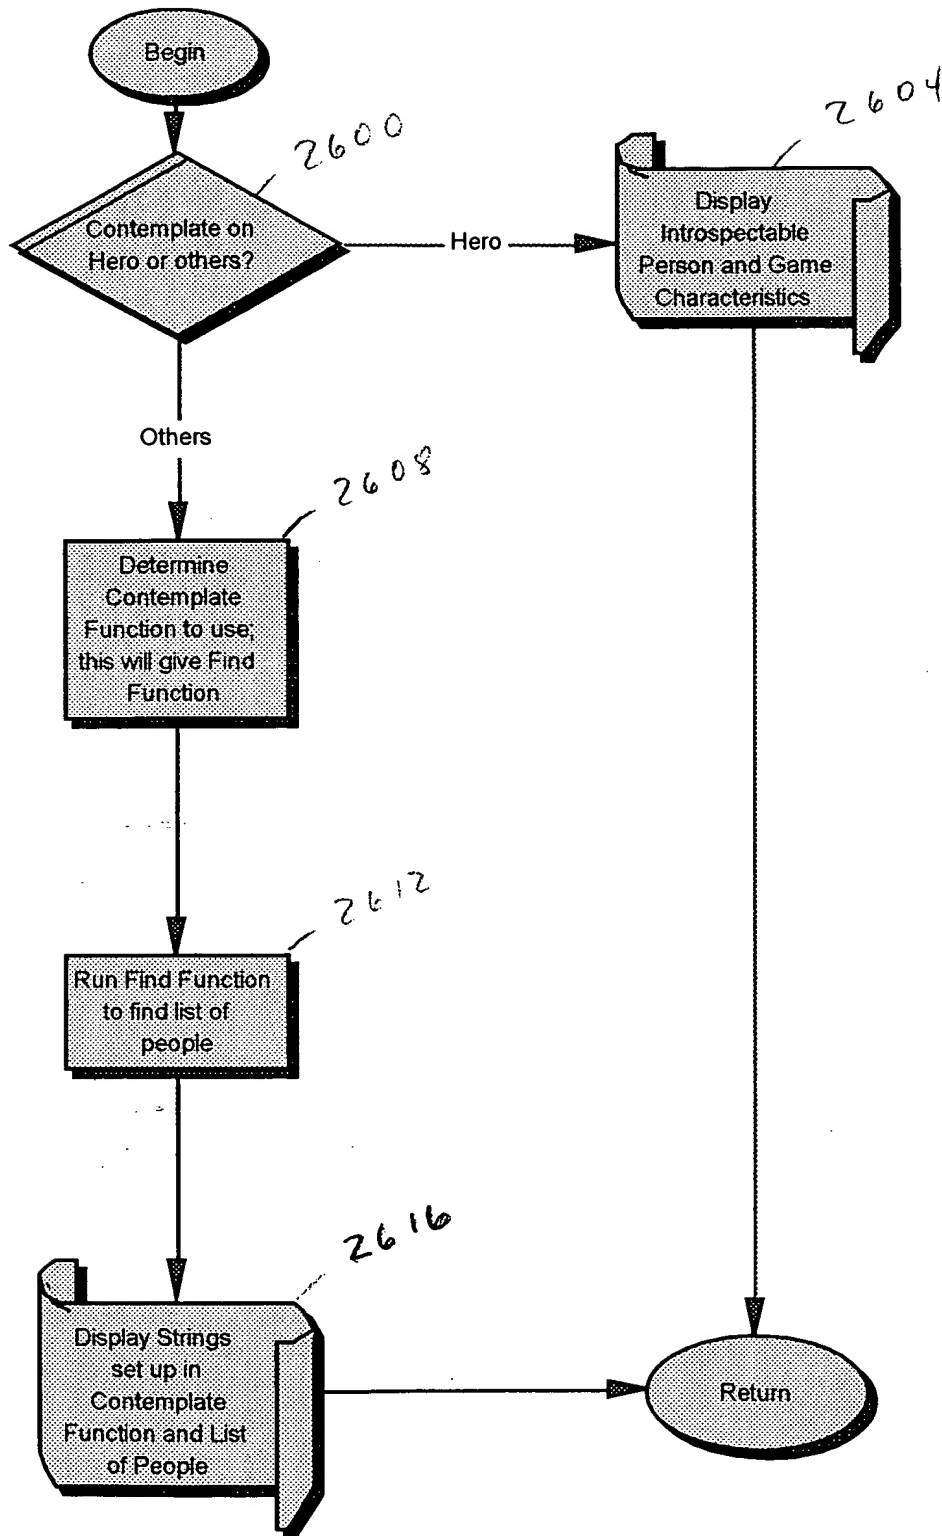 Begin
2600
2604
Contemplate on
Hero or others?
Hero
Display
Introspectable
Person and Game
Characteristics
Others
2608
Determine
Contemplate
Function to use;
this will give Find
Function
2612
Run Find Function
to find list of
people
2616
Display Strings
set up in
Contemplate
Function and List
of People
Return